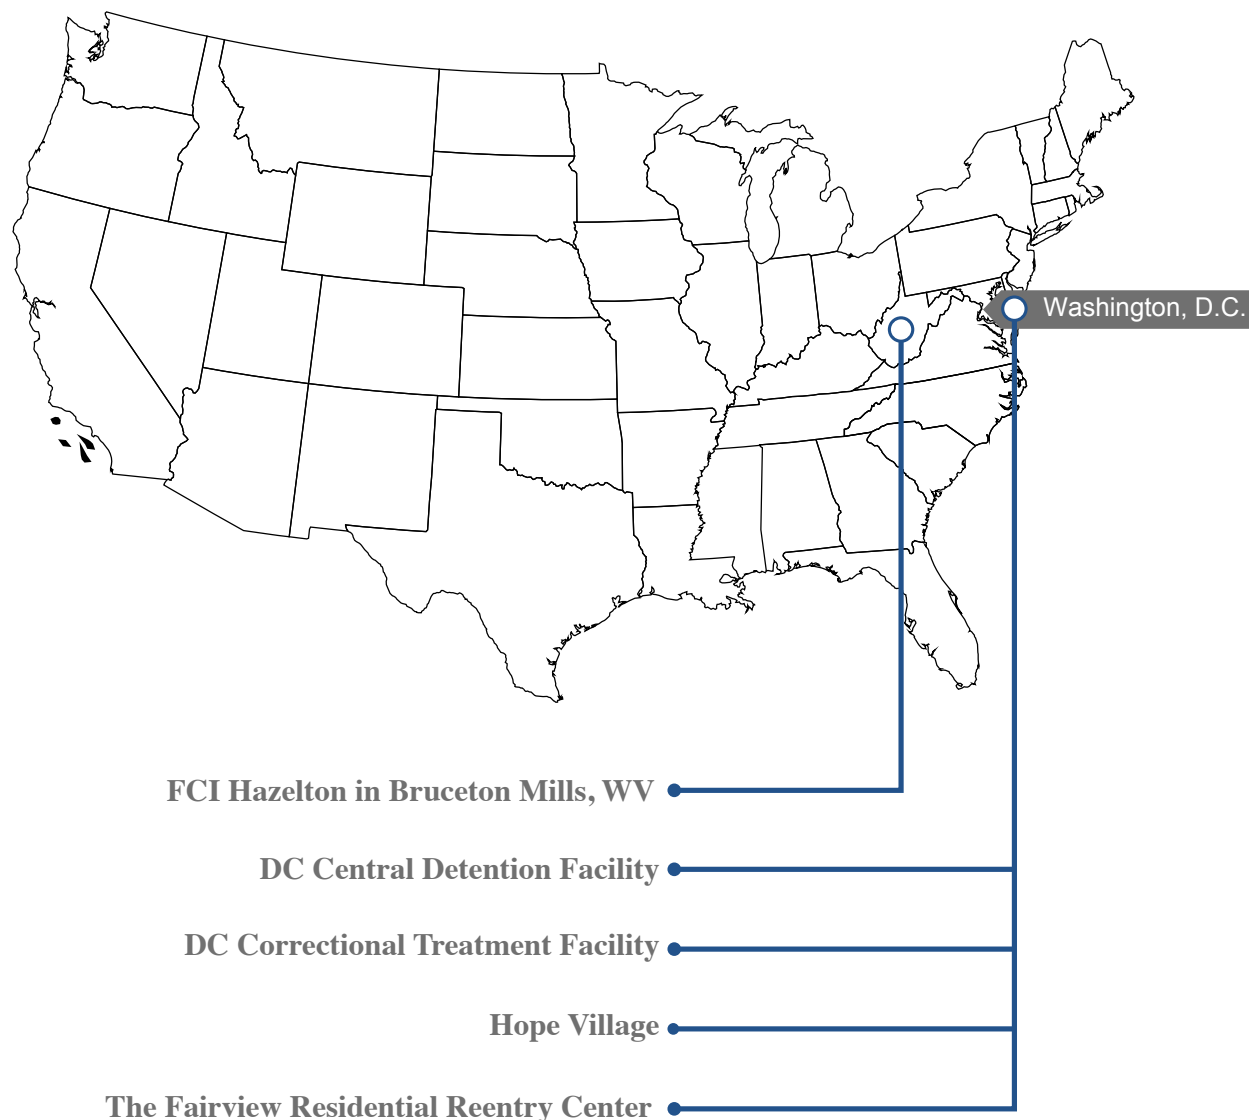 Washington, D.C.
FCI Hazelton in Bruceton Mills, WV
DC Central Detention Facility
DC Correctional Treatment Facility
Hope Village
The Fairview Residential Reentry Center